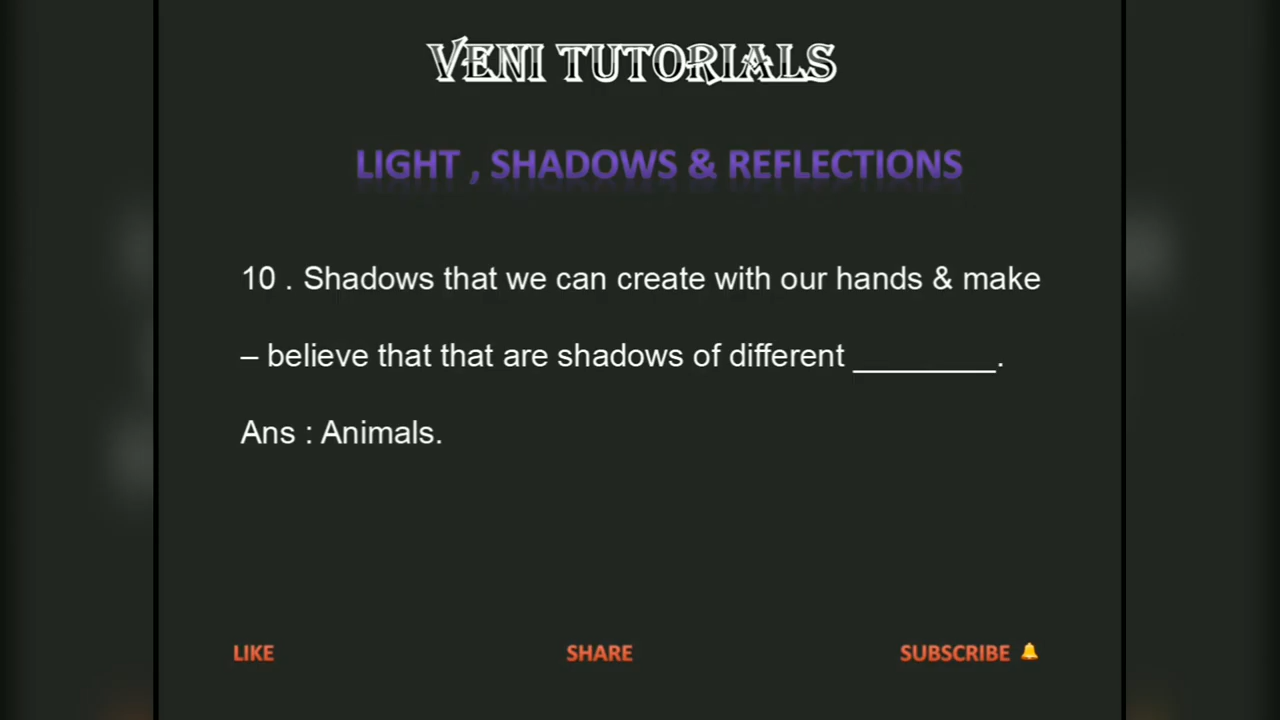 VENI TUTORIALS
LIGHT , SHADOWS & REFLECTIONS
10 . Shadows that we can create with our hands & make
– believe that that are shadows of different ________.
Ans : Animals.
LIKE SHARE SUBSCRIBE 🔔